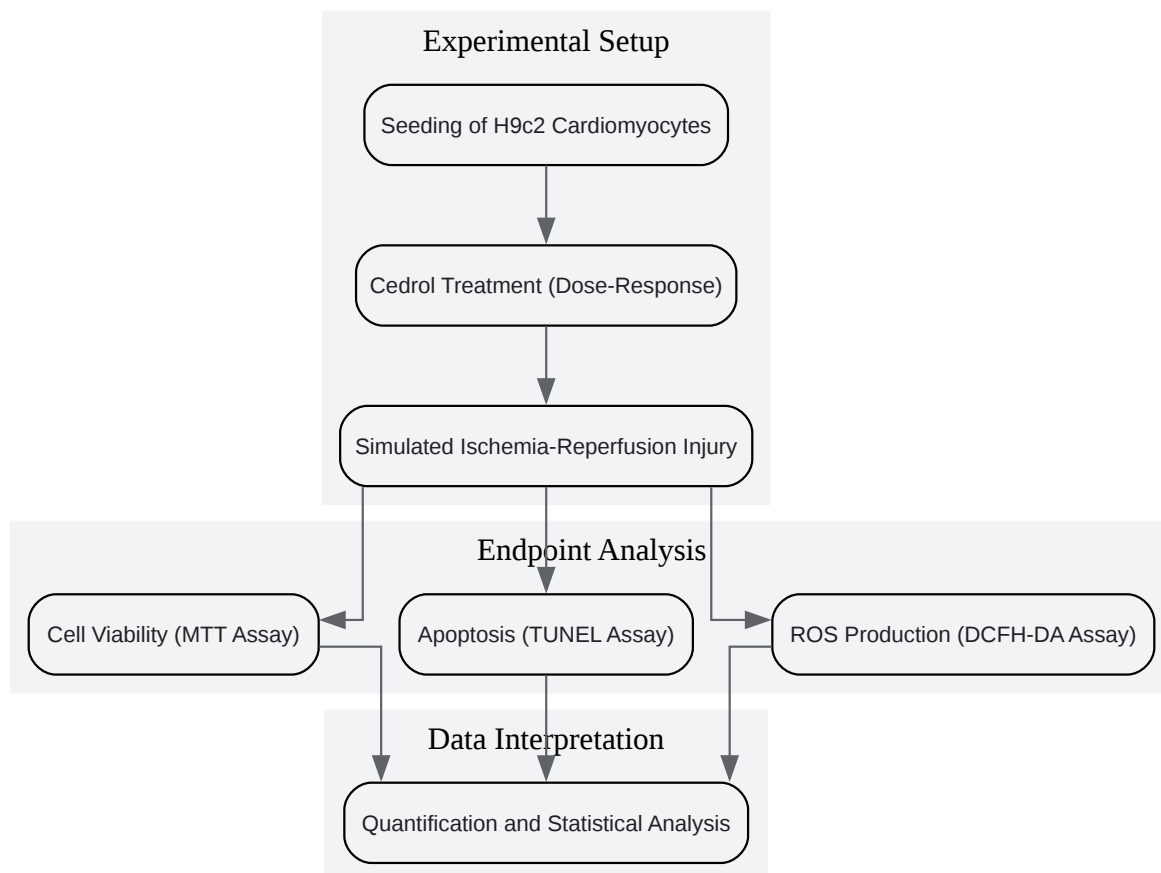 Experimental Setup
Seeding of H9c2 Cardiomyocytes
Cedrol Treatment (Dose-Response)
Simulated Ischemia-Reperfusion Injury
Endpoint Analysis
Cell Viability (MTT Assay)
Apoptosis (TUNEL Assay)
ROS Production (DCFH-DA Assay)
Data Interpretation
Quantification and Statistical Analysis